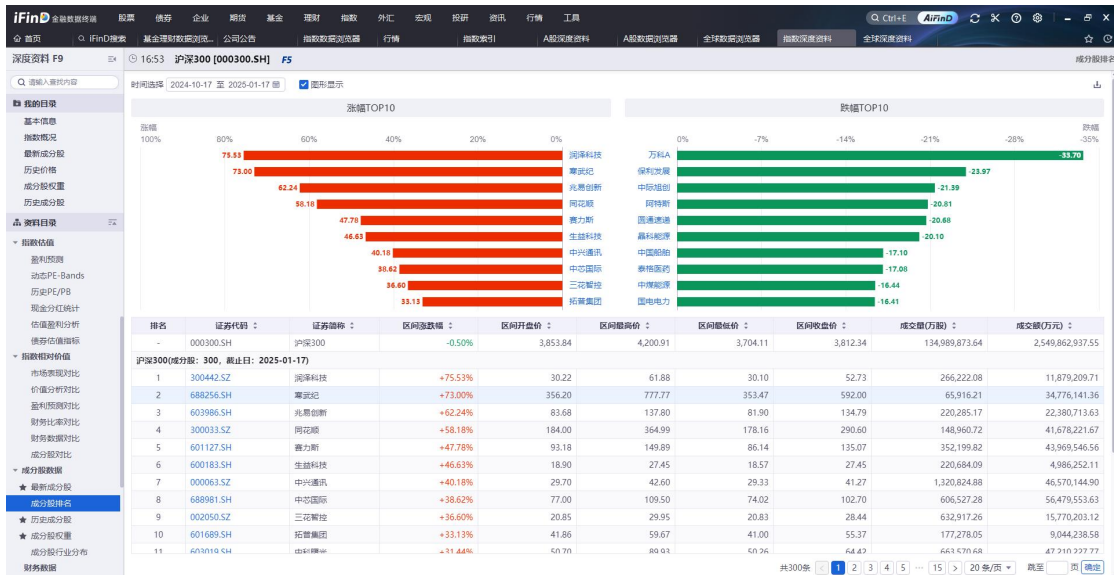 iFinD 金融数据终端 股票 债券 企业 期货 基金 理财 指数 外汇 宏观 投研 资讯 行情 工具 Ctrl+E AiFinD
首页 iFinD搜索 基金理财数据浏览... 公司公告 指数数据浏览器 行情 指数索引 A股深度资料 A股数据浏览器 全球数据浏览器 指数深度资料 全球深度资料
深度资料 F9 16:53 沪深300 [000300.SH] F5 成分股排名
请输入查找内容
我的目录
基本信息
指数概况
最新成分股
历史价格
成分股权重
历史成分股
资料目录
指数估值
盈利预测
动态PE-Bands
历史PE/PB
现金分红统计
估值盈利分析
债券估值指标
指数相对价值
市场表现对比
价值分析对比
盈利预测对比
财务比率对比
财务数据对比
成分股对比
成分股数据
最新成分股
成分股排名
历史成分股
成分股权重
成分股行业分布
财务数据
时间选择 2024-10-17 至 2025-01-17 图形显示
涨幅TOP10 跌幅TOP10
涨幅 跌幅
100% 80% 60% 40% 20% 0% 0% -7% -14% -21% -28% -35%
75.53 润泽科技 万科A -33.70
73.00 寒武纪 保利发展 -23.97
62.24 兆易创新 中际旭创 -21.39
58.18 同花顺 阿特斯 -20.81
47.78 赛力斯 圆通速递 -20.68
46.63 生益科技 晶科能源 -20.10
40.18 中兴通讯 中国船舶 -17.10
38.62 中芯国际 泰格医药 -17.08
36.60 三花智控 中煤能源 -16.44
33.13 拓普集团 国电电力 -16.41
排名 证券代码 证券简称 区间涨跌幅 区间开盘价 区间最高价 区间最低价 区间收盘价 成交量(万股) 成交额(万元)
- 000300.SH 沪深300 -0.50% 3,853.84 4,200.91 3,704.11 3,812.34 134,989,873.64 2,549,862,937.55
沪深300(成分股：300，截止日：2025-01-17)
1 300442.SZ 润泽科技 +75.53% 30.22 61.88 30.10 52.73 266,222.08 11,879,209.71
2 688256.SH 寒武纪 +73.00% 356.20 777.77 353.47 592.00 65,916.21 34,776,141.36
3 603986.SH 兆易创新 +62.24% 83.68 137.80 81.90 134.79 220,285.17 22,380,713.63
4 300033.SZ 同花顺 +58.18% 184.00 364.99 178.16 290.60 148,960.72 41,678,221.67
5 601127.SH 赛力斯 +47.78% 93.18 149.89 86.14 135.07 352,199.82 43,969,546.56
6 600183.SH 生益科技 +46.63% 18.90 27.45 18.57 27.45 220,684.09 4,986,252.11
7 000063.SZ 中兴通讯 +40.18% 29.70 42.60 29.33 41.27 1,320,824.88 46,570,144.90
8 688981.SH 中芯国际 +38.62% 77.00 109.50 74.02 102.70 606,527.28 56,479,553.63
9 002050.SZ 三花智控 +36.60% 20.85 29.95 20.83 28.44 632,917.26 15,770,203.12
10 601689.SH 拓普集团 +33.13% 41.86 59.67 41.00 55.37 177,278.05 9,044,238.58
11 603019.SH 中科曙光 +31.44% 50.70 89.93 50.26 64.42 663,570.68 47,210,227.77
共300条 1 2 3 4 5 ... 15 20 条/页 跳至 页 确定